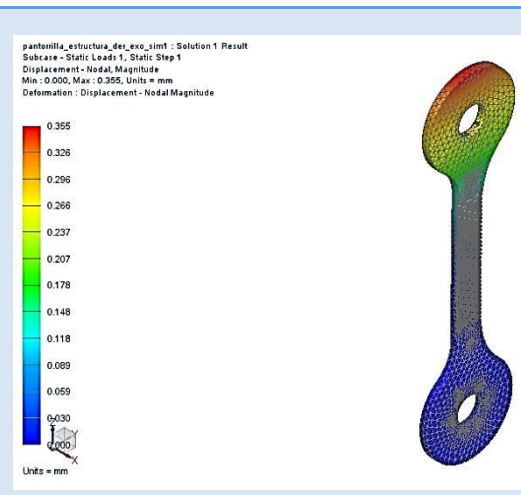 pantorrilla_estructura_der_exo_sim1 : Solution 1 Result
Subcase - Static Loads 1, Static Step 1
Displacement - Nodal, Magnitude
Min : 0.000, Max : 0.355, Units = mm
Deformation : Displacement - Nodal Magnitude
0.355
0.326
0.296
0.266
0.237
0.207
0.178
0.148
0.118
0.089
0.059
0.030
0.000
Z
X
Units = mm